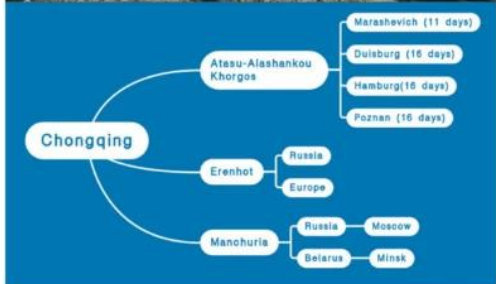 Chongqing
Atasu-Alashankou
Khorgos
Marashevich (11 days)
Duisburg (16 days)
Hamburg(16 days)
Poznan (16 days)
Erenhot
Russia
Europe
Manchuria
Russia
Moscow
Belarus
Minsk